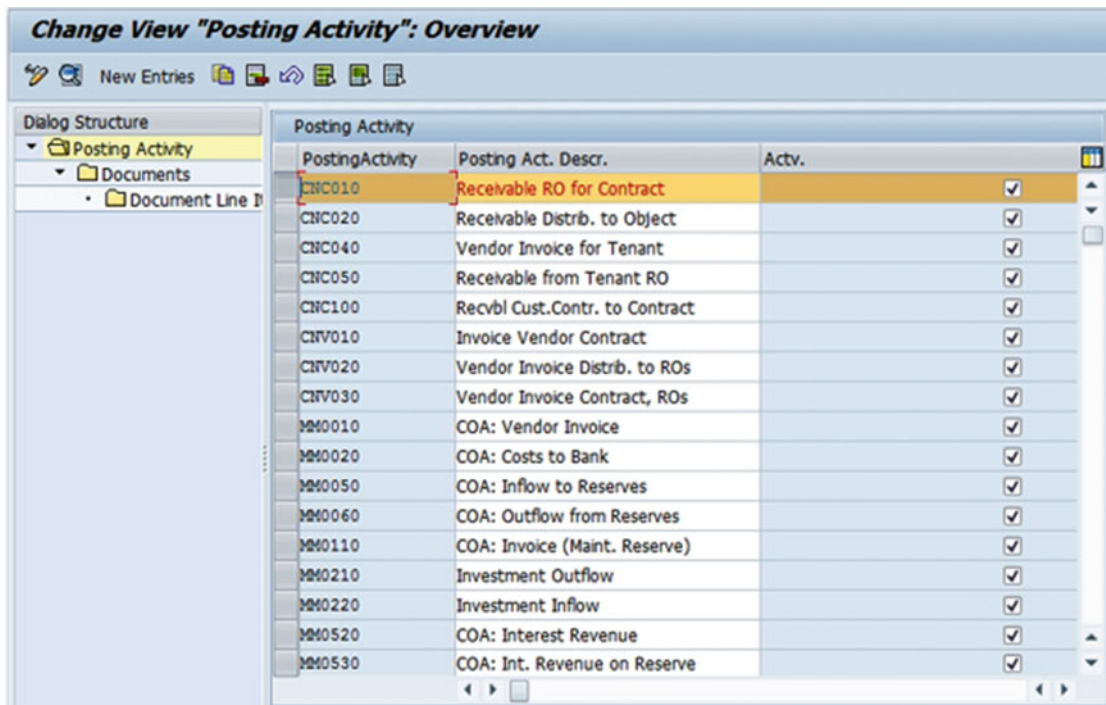 Change View "Posting Activity": Overview
New Entries
Dialog Structure
Posting Activity
Documents
Document Line It
Posting Activity
PostingActivity Posting Act. Descr. Actv.
CNC010 Receivable RO for Contract
CNC020 Receivable Distrib. to Object
CNC040 Vendor Invoice for Tenant
CNC050 Receivable from Tenant RO
CNC100 Recvbl Cust.Contr. to Contract
CNV010 Invoice Vendor Contract
CNV020 Vendor Invoice Distrib. to ROs
CNV030 Vendor Invoice Contract, ROs
MM0010 COA: Vendor Invoice
MM0020 COA: Costs to Bank
MM0050 COA: Inflow to Reserves
MM0060 COA: Outflow from Reserves
MM0110 COA: Invoice (Maint. Reserve)
MM0210 Investment Outflow
MM0220 Investment Inflow
MM0520 COA: Interest Revenue
MM0530 COA: Int. Revenue on Reserve